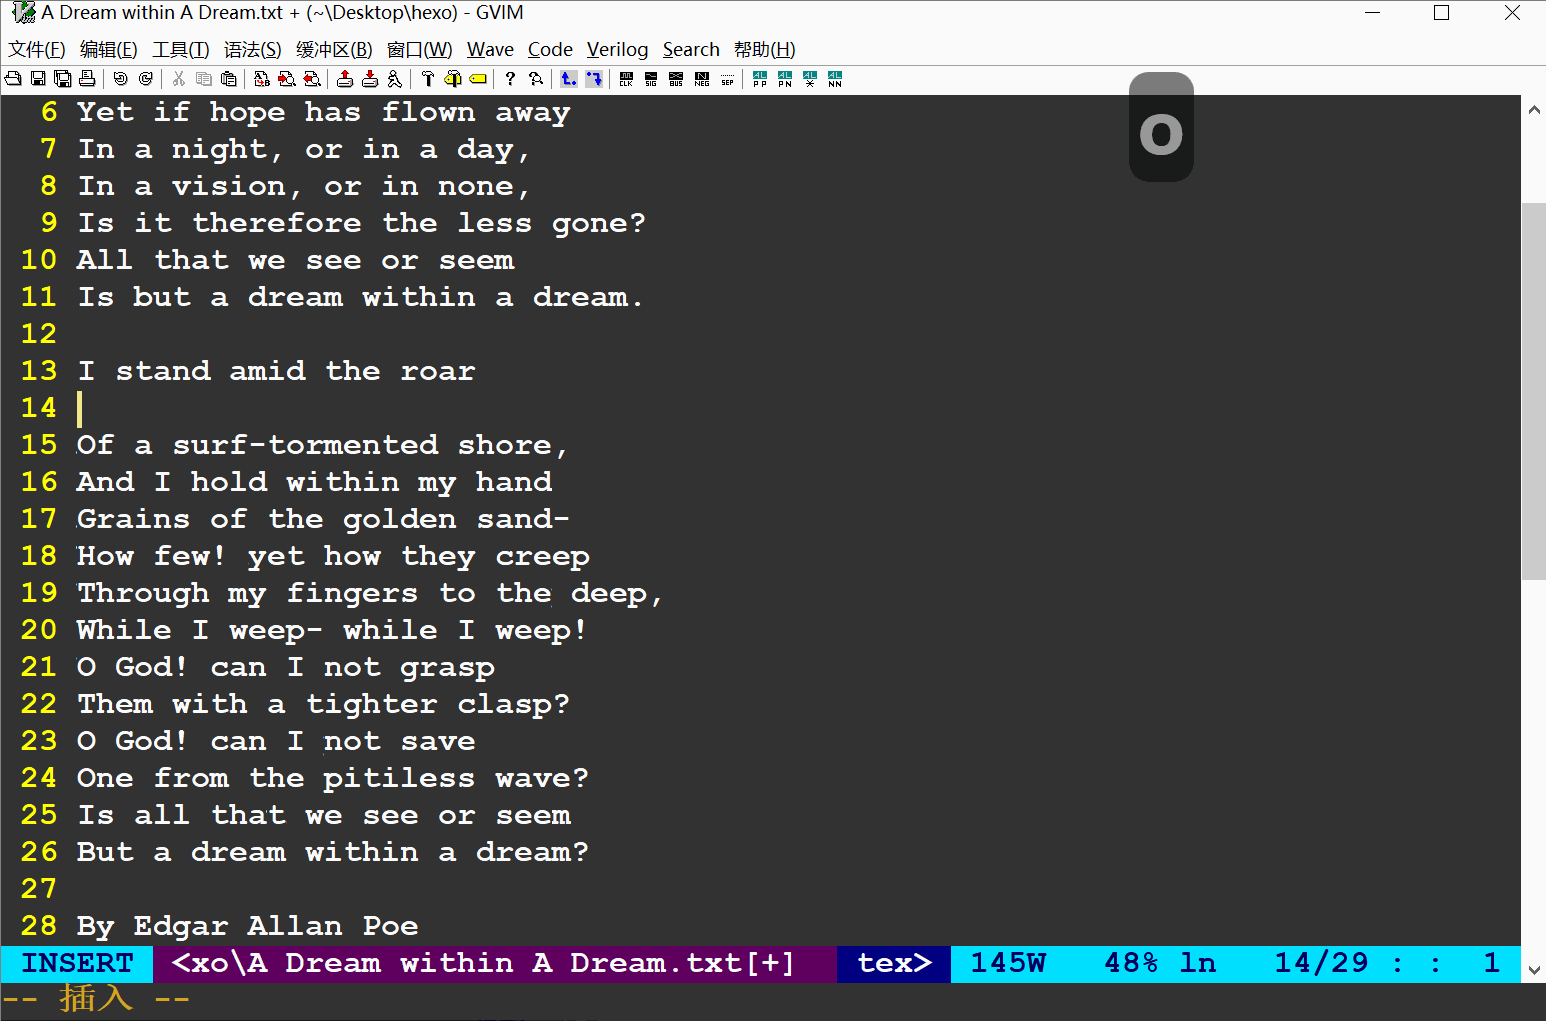 A Dream within A Dream.txt + (~\Desktop\hexo) - GVIM
文件(F) 编辑(E) 工具(T) 语法(S) 缓冲区(B) 窗口(W) Wave Code Verilog Search 帮助(H)
CLK SIG BUS NEG SEP PP PN NN
o
6 Yet if hope has flown away
7 In a night, or in a day,
8 In a vision, or in none,
9 Is it therefore the less gone?
10 All that we see or seem
11 Is but a dream within a dream.
12
13 I stand amid the roar
14
15 Of a surf-tormented shore,
16 And I hold within my hand
17 Grains of the golden sand-
18 How few! yet how they creep
19 Through my fingers to the deep,
20 While I weep- while I weep!
21 O God! can I not grasp
22 Them with a tighter clasp?
23 O God! can I not save
24 One from the pitiless wave?
25 Is all that we see or seem
26 But a dream within a dream?
27
28 By Edgar Allan Poe
INSERT <xo\A Dream within A Dream.txt[+] tex> 145W 48% ln 14/29 : : 1
-- 插入 --